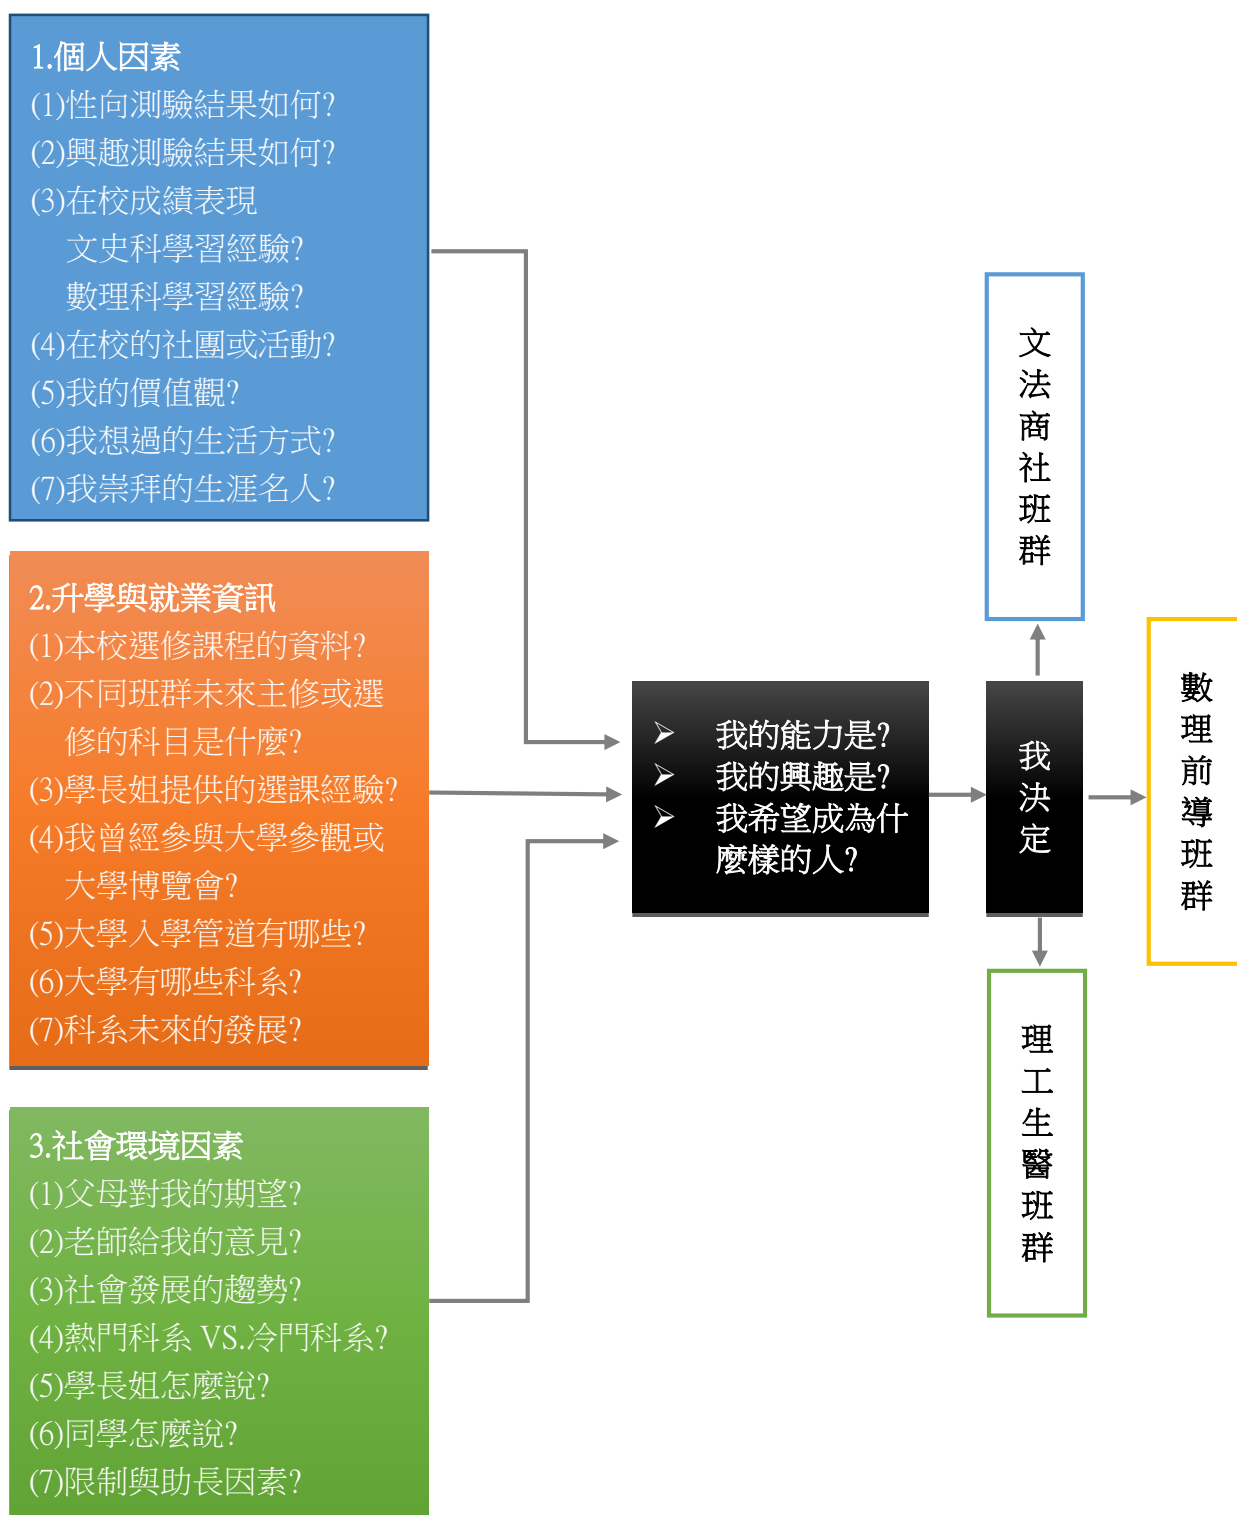 1.個人因素
(1)性向測驗結果如何?
(2)興趣測驗結果如何?
(3)在校成績表現
文史科學習經驗?
數理科學習經驗?
(4)在校的社團或活動?
(5)我的價值觀?
(6)我想過的生活方式?
(7)我崇拜的生涯名人?
2.升學與就業資訊
(1)本校選修課程的資料?
(2)不同班群未來主修或選
修的科目是什麼?
(3)學長姐提供的選課經驗?
(4)我曾經參與大學參觀或
大學博覽會?
(5)大學入學管道有哪些?
(6)大學有哪些科系?
(7)科系未來的發展?
3.社會環境因素
(1)父母對我的期望?
(2)老師給我的意見?
(3)社會發展的趨勢?
(4)熱門科系 VS.冷門科系?
(5)學長姐怎麼說?
(6)同學怎麼說?
(7)限制與助長因素?
➢ 我的能力是?
➢ 我的興趣是?
➢ 我希望成為什
麼樣的人?
我決定
文法商社班群
數理前導班群
理工生醫班群